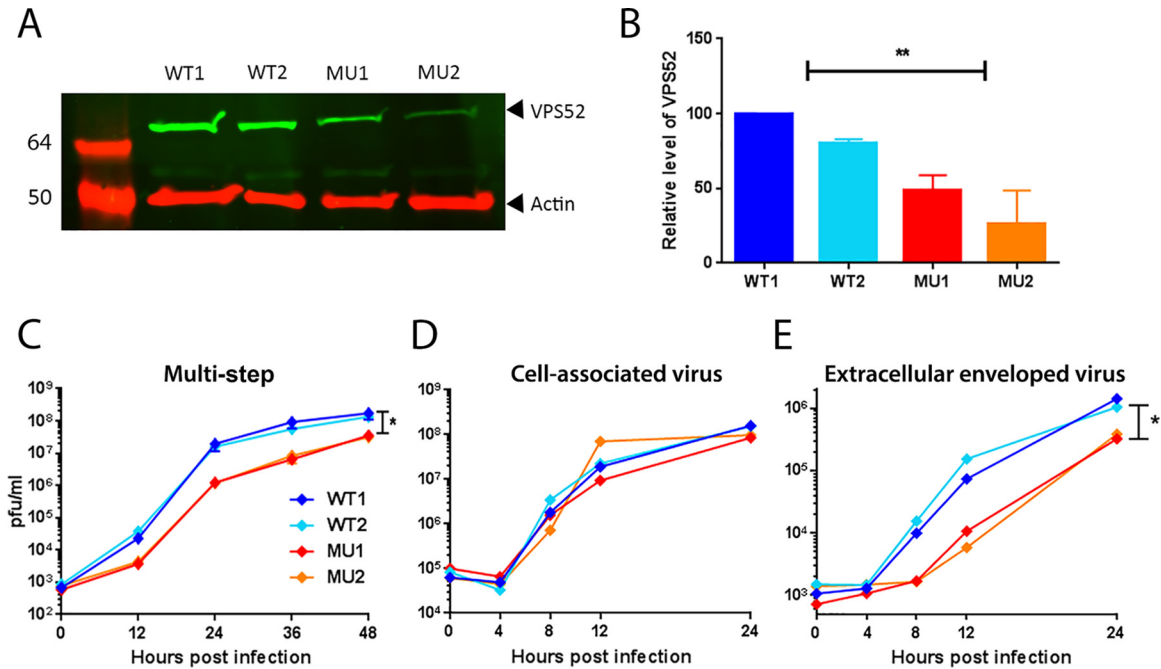 A
WT1 WT2 MU1 MU2
VPS52
64
50
Actin
B
Relative level of VPS52
150
100
50
0
**
WT1 WT2 MU1 MU2
C
Multi-step
pfu/ml
10⁹
10⁸
10⁷
10⁶
10⁵
10⁴
10³
10²
*
WT1
WT2
MU1
MU2
0 12 24 36 48
Hours post infection
D
Cell-associated virus
10⁹
10⁸
10⁷
10⁶
10⁵
10⁴
0 4 8 12 24
Hours post infection
E
Extracellular enveloped virus
10⁶
10⁵
10⁴
10³
*
0 4 8 12 24
Hours post infection